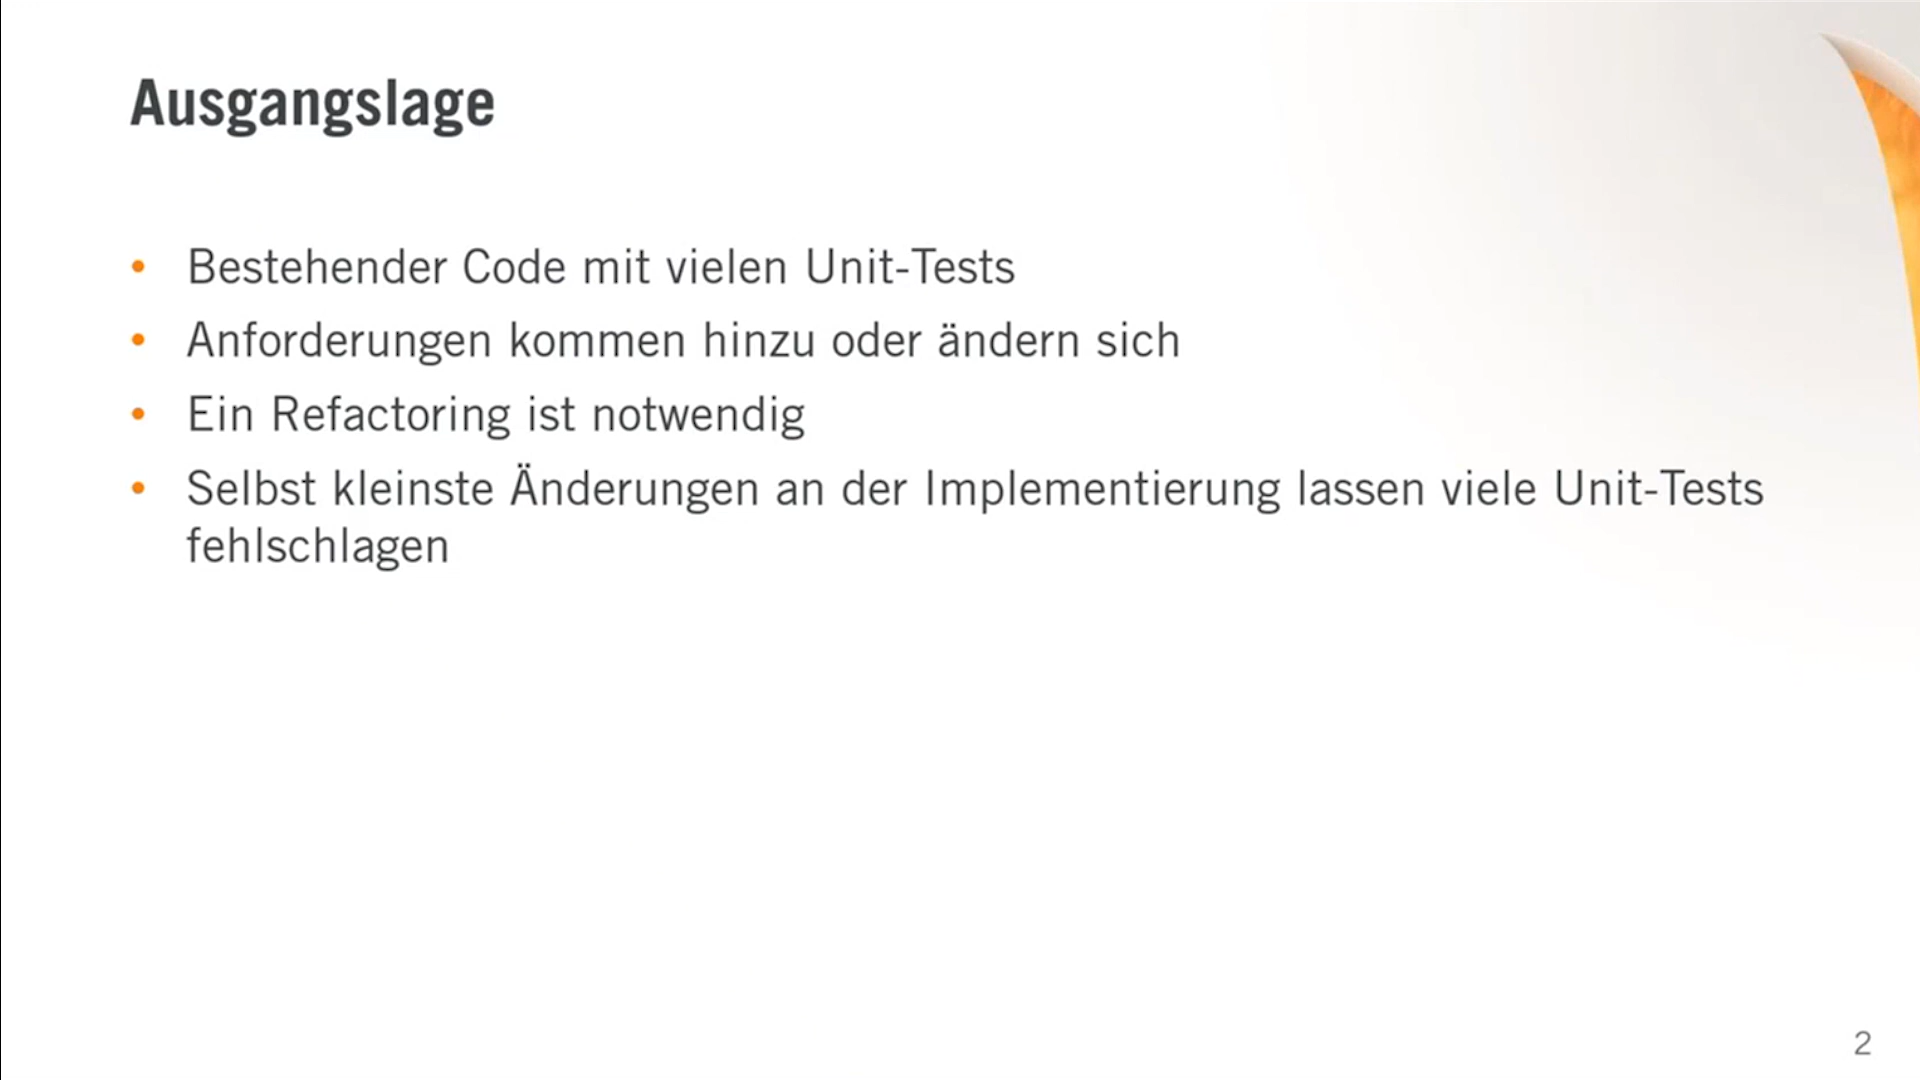 Ausgangslage
• Bestehender Code mit vielen Unit-Tests
• Anforderungen kommen hinzu oder ändern sich
• Ein Refactoring ist notwendig
• Selbst kleinste Änderungen an der Implementierung lassen viele Unit-Tests
fehlschlagen
2